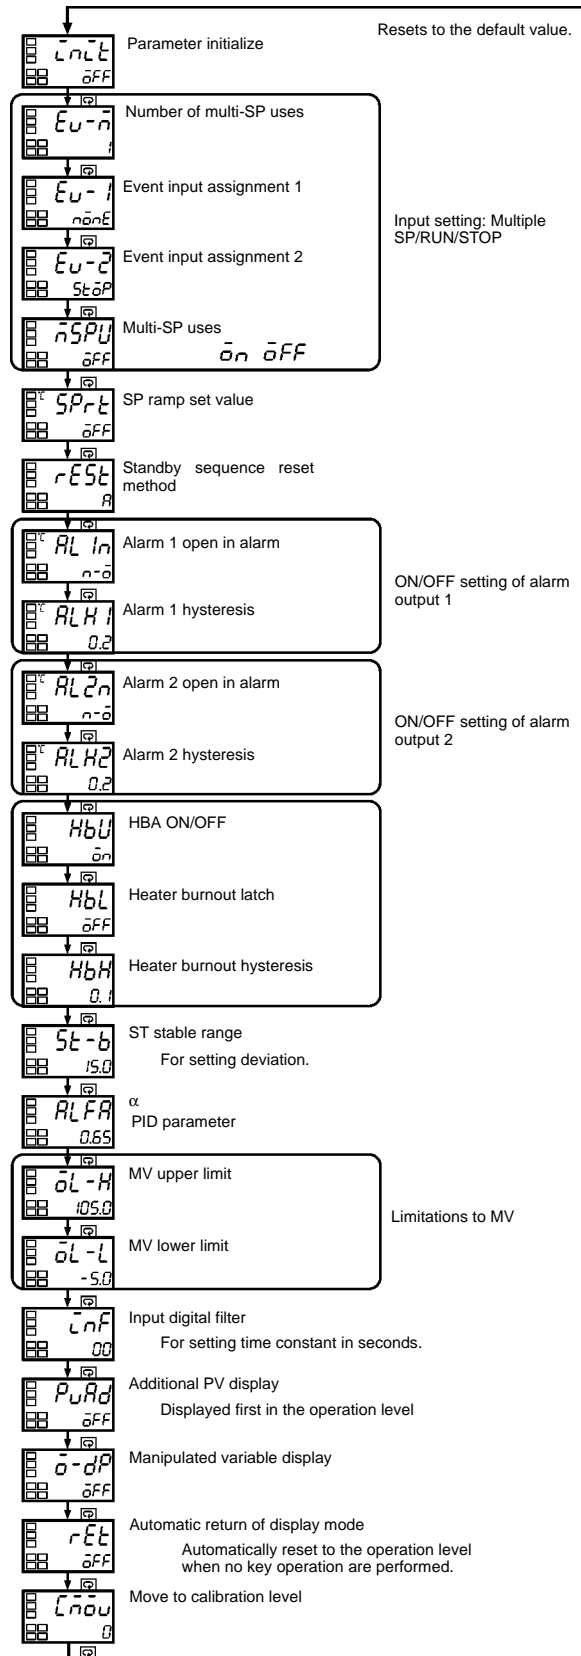 Resets to the default value.
Parameter initialize
init
oFF
Number of multi-SP uses
Ev-m
1
Event input assignment 1
Ev-1
nonE
Input setting: Multiple
SP/RUN/STOP
Event input assignment 2
Ev-2
StoP
Multi-SP uses
mSPU
oFF
on oFF
SP ramp set value
℃
SPrt
oFF
Standby sequence reset
method
rESt
A
Alarm 1 open in alarm
℃
AL1n
n-o
ON/OFF setting of alarm
output 1
Alarm 1 hysteresis
℃
ALH1
0.2
Alarm 2 open in alarm
℃
AL2n
n-o
ON/OFF setting of alarm
output 2
Alarm 2 hysteresis
℃
ALH2
0.2
HBA ON/OFF
HbU
on
Heater burnout latch
HbL
oFF
Heater burnout hysteresis
HbH
0.1
ST stable range
For setting deviation.
St-b
15.0
α
PID parameter
ALFA
0.65
MV upper limit
oL-H
105.0
Limitations to MV
MV lower limit
oL-L
-5.0
Input digital filter
For setting time constant in seconds.
inF
00
Additional PV display
Displayed first in the operation level
PvAd
oFF
Manipulated variable display
o-dP
oFF
Automatic return of display mode
Automatically reset to the operation level
when no key operation are performed.
rEt
oFF
Move to calibration level
Cmov
0